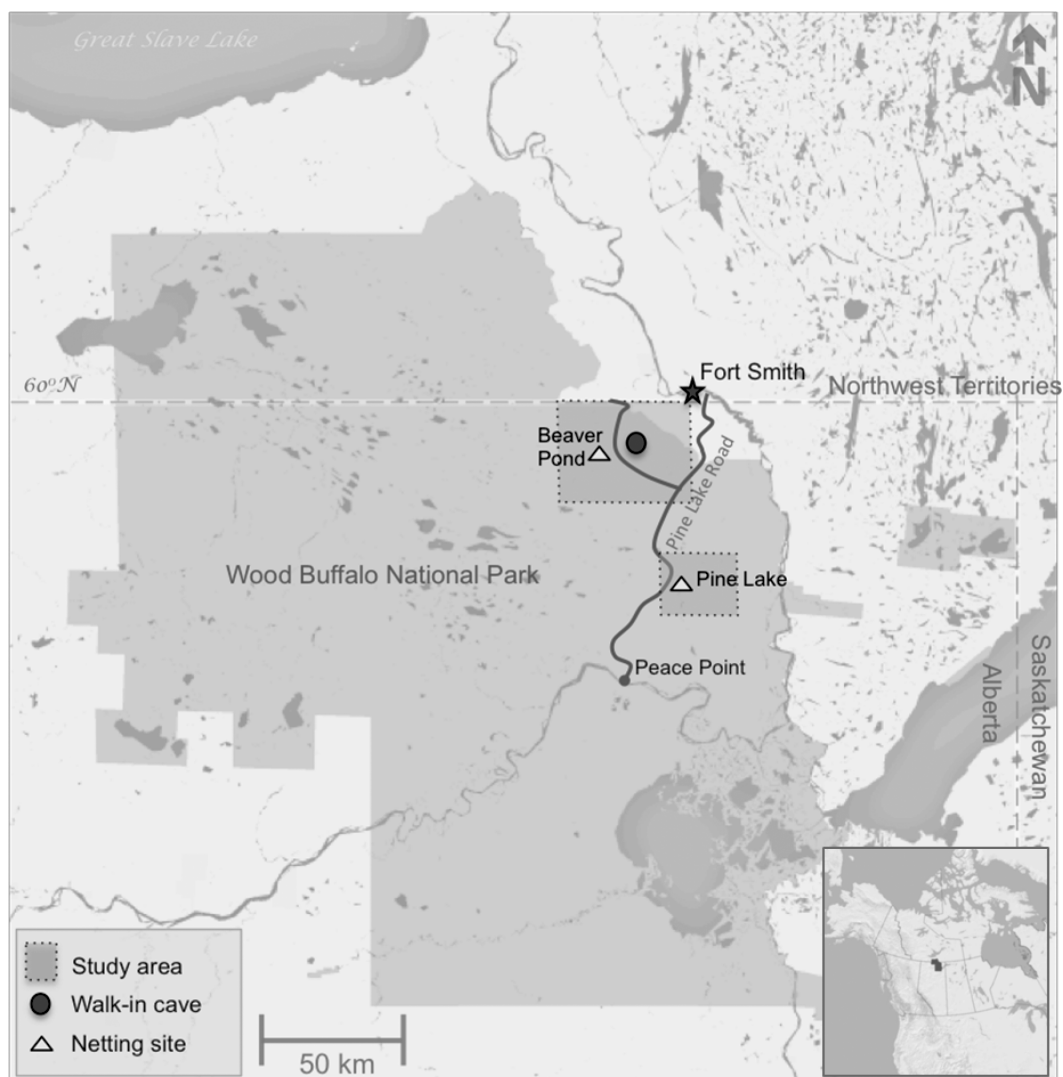 Great Slave Lake
N
60°N
Fort Smith
Northwest Territories
Beaver
Pond
Pine Lake Road
Wood Buffalo National Park
Pine Lake
Peace Point
Alberta
Saskatchewan
Study area
Walk-in cave
Netting site
50 km